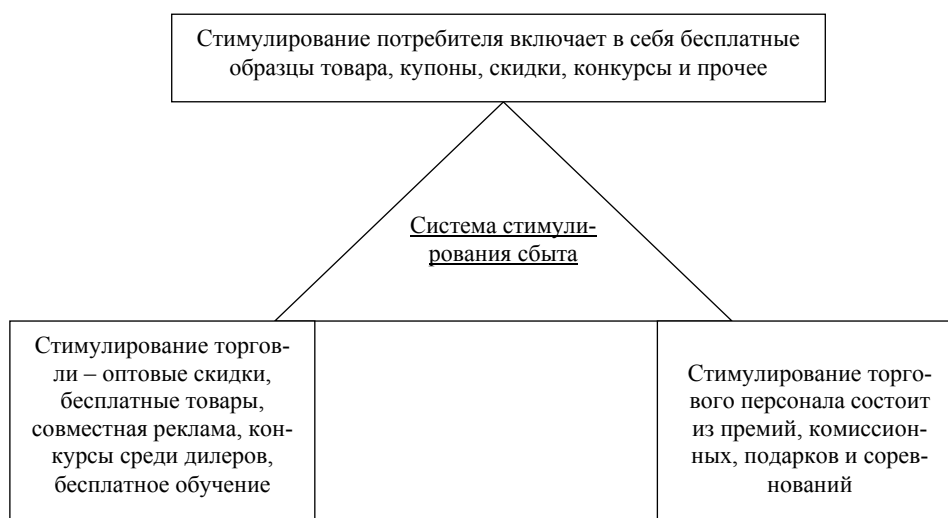 Стимулирование потребителя включает в себя бесплатные
образцы товара, купоны, скидки, конкурсы и прочее
Система стимули-
рования сбыта
Стимулирование торгов-
ли – оптовые скидки,
бесплатные товары,
совместная реклама, кон-
курсы среди дилеров,
бесплатное обучение
Стимулирование торго-
вого персонала состоит
из премий, комиссион-
ных, подарков и сорев-
нований